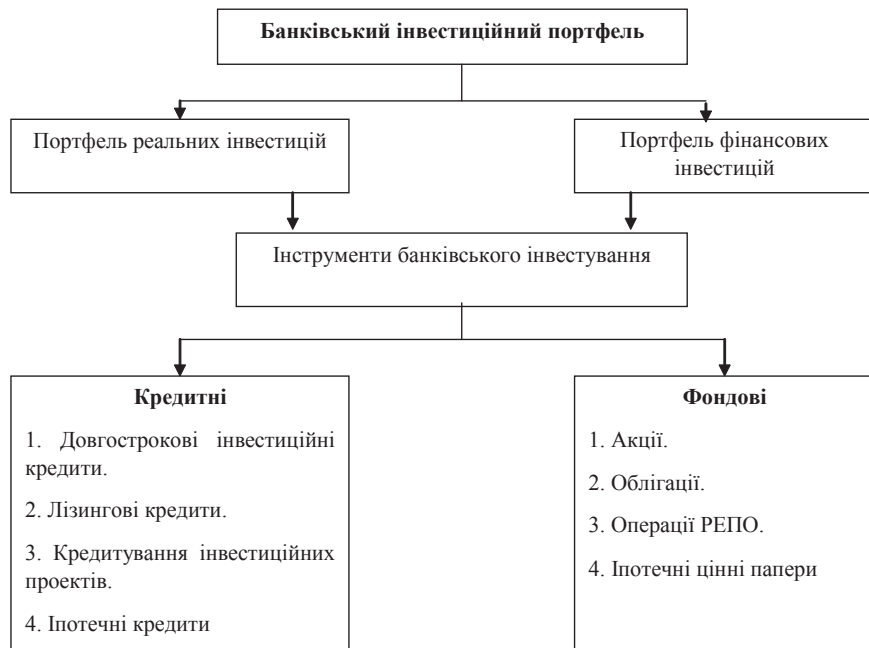 Банківський інвестиційний портфель
Портфель реальних інвестицій
Портфель фінансових
інвестицій
Інструменти банківського інвестування
Кредитні
1. Довгострокові інвестиційні
кредити.
2. Лізингові кредити.
3. Кредитування інвестиційних
проектів.
4. Іпотечні кредити
Фондові
1. Акції.
2. Облігації.
3. Операції РЕПО.
4. Іпотечні цінні папери